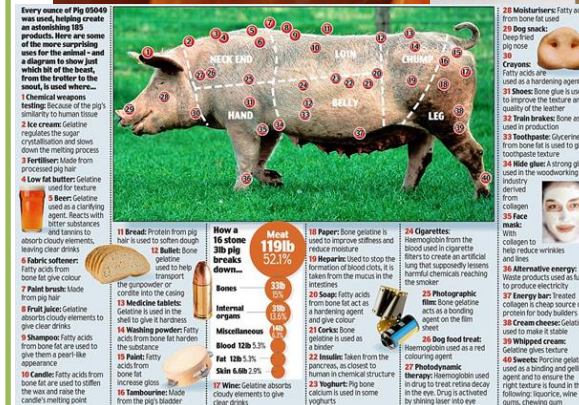 Every ounce of Pig 05049
was used, helping create
an astonishing 185
products. Here are some
of the more surprising
uses for the animal - and
a diagram to show just
which bit of the beast,
from the trotter to the
snout, is used where...
1 Chemical weapons
testing: Because of the pig's
similarity to human tissue
2 Ice cream: Gelatine
regulates the sugar
crystallisation and slows
down the melting process
3 Fertiliser: Made from
processed pig hair
4 Low fat butter: Gelatine
used for texture
5 Beer: Gelatine
used as a clarifying
agent. Reacts with
bitter substances
and tannins to
absorb cloudy elements,
leaving clear drinks
6 Fabric softener:
Fatty acids from
bone fat give colour
7 Paint brush: Made
from pig hair
8 Fruit juice: Gelatine
absorbs cloudy elements to
give clear drinks
9 Shampoo: Fatty acids
from bone fat are used to
give them a pearl-like
appearance
10 Candle: Fatty acids from
bone fat are used to stiffen
the wax and raise the
candle's melting point
NECK END
LOIN
CHUMP
HAND
BELLY
LEG
11 Bread: Protein from pig
hair is used to soften dough
12 Bullet: Bone
gelatine
used to help
transport
the gunpowder or
cordite into the casing
13 Medicine tablets:
Gelatine is used in the
shell to give it hardness
14 Washing powder: Fatty
acids from bone fat harden
the substance
15 Paint: Fatty
acids from
bone fat
increase gloss
16 Tambourine: Made
from the pig's bladder
How a
16 stone
3lb pig
breaks
down...
Meat
119lb
52.1%
Bones
33lb
15%
Internal
organs
31lb
13.6%
Miscellaneous
14lb
Blood 12lb 5.3%
Fat 12lb 5.3%
Skin 6.6lb 2.9%
17 Wine: Gelatine absorbs
cloudy elements to give
clear drinks
18 Paper: Bone gelatine is
used to improve stiffness and
reduce moisture
19 Heparin: Used to stop the
formation of blood clots, it is
taken from the mucus the
intestines
20 Soap: Fatty acids from
bone fat act as
a hardening agent
and give colour
21 Corks: Bone
gelatine is
used as a
binder
22 Insulin: Taken from the
pancreas, as closest to
human in chemical structure
23 Yoghurt: Pig bone
calcium is used in some
yoghurts
24 Cigarettes:
Haemoglobin from the
blood used in cigarette
filters to create an artificial
lung that supposedly lessens
harmful chemicals reaching
the smoker
25 Photographic
film: Bone gelatine
acts as a bonding
agent on the film
sheet
26 Dog food treat:
Haemoglobin used as a red
colouring agent
27 Photodynamic
therapy: Haemoglobin used
in drug to treat retina decay
in the eye. Drug is activated
by shining laser into eye
28 Moisturisers: Fatty
from bone fat used
29 Dog snack:
Deep fried
pig nose
30
Crayons:
Fatty acids are
used as a hardening agen
31 Shoes: Bone glue is use
to improve the texture an
quality of the leather
32 Train brakes: Bone
used in production
33 Toothpaste: Glycerine
from bone fat is used to gi
toothpaste texture
34 Hide glue: A strong gl
used in the woodworking
industry
derived
from
collagen
35 Face
mask:
With
collagen to
help reduce wrinkles
and lines
36 Alternative energy:
Waste products used as fu
to produce electricity
37 Energy bar: Treated
collagen is cheap source
protein for body builders
38 Cream cheese: Gelat
used to make it stable
39 Whipped cream:
Gelatine gives texture
40 Sweets: Porcine gelat
used as a binding and gelli
agent and to ensure the
right texture is found in t
following: liquorice, wine
gums, chewing gum